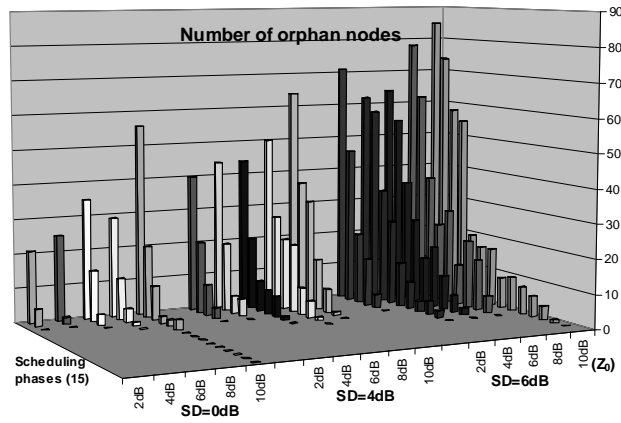 Number of orphan nodes
90
80
70
60
50
40
30
20
10
0
Scheduling
phases (15)
2dB
4dB
6dB
8dB
10dB
2dB
4dB
6dB
8dB
10dB
2dB
4dB
6dB
8dB
10dB
(Z₀)
SD=0dB
SD=4dB
SD=6dB